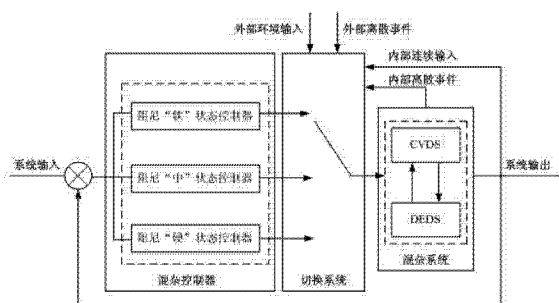 外部环境输入
外部离散事件
内部连续输入
内部离散事件
阻尼“软”状态控制器
系统输入
阻尼“中”状态控制器
阻尼“硬”状态控制器
CVDS
DEDS
系统输出
混杂系统
混杂控制器
切换系统